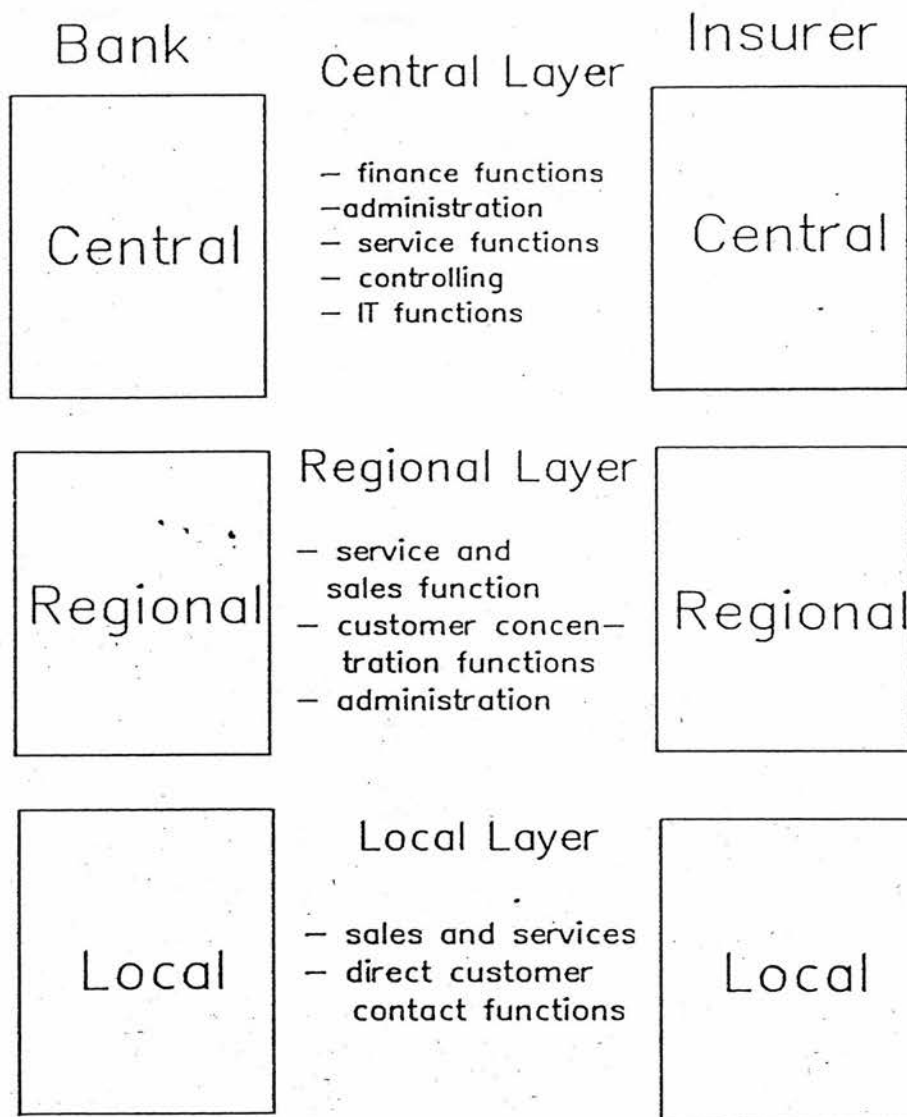 Bank
Central Layer
Insurer
Central
– finance functions
–administration
– service functions
– controlling
– IT functions
Central
Regional Layer
Regional
– service and
sales function
– customer concen–
tration functions
– administration
Regional
Local Layer
Local
– sales and services
– direct customer
contact functions
Local